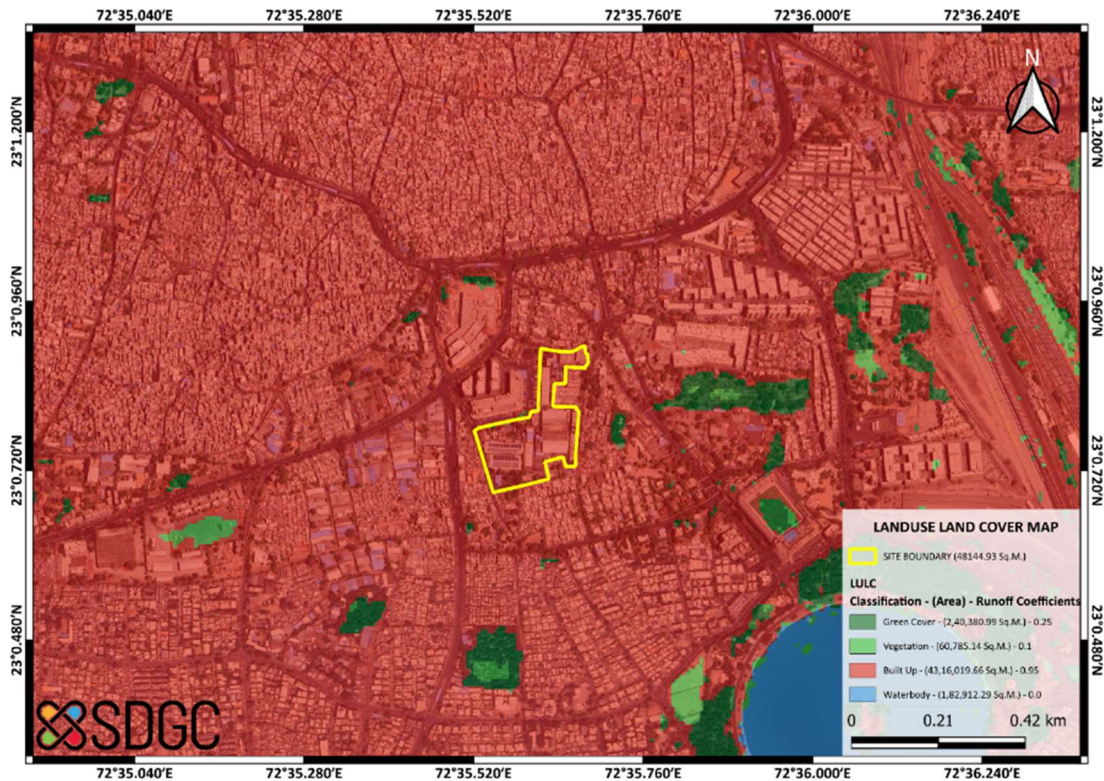 72°35.040′E 72°35.280′E 72°35.520′E 72°35.760′E 72°36.000′E 72°36.240′E
N
23°1.200′N 23°1.200′N
23°0.960′N 23°0.960′N
23°0.720′N 23°0.720′N
23°0.480′N 23°0.480′N
LANDUSE LAND COVER MAP
SITE BOUNDARY (48144.93 Sq.M.)
LULC
Classification - (Area) - Runoff Coefficients
Green Cover - (2,40,380.99 Sq.M.) - 0.25
Vegetation - (60,785.14 Sq.M.) - 0.1
Built Up - (43,16,019.66 Sq.M.) - 0.95
Waterbody - (1,82,912.29 Sq.M.) - 0.0
0 0.21 0.42 km
SDGC
72°35.040′E 72°35.280′E 72°35.520′E 72°35.760′E 72°36.000′E 72°36.240′E